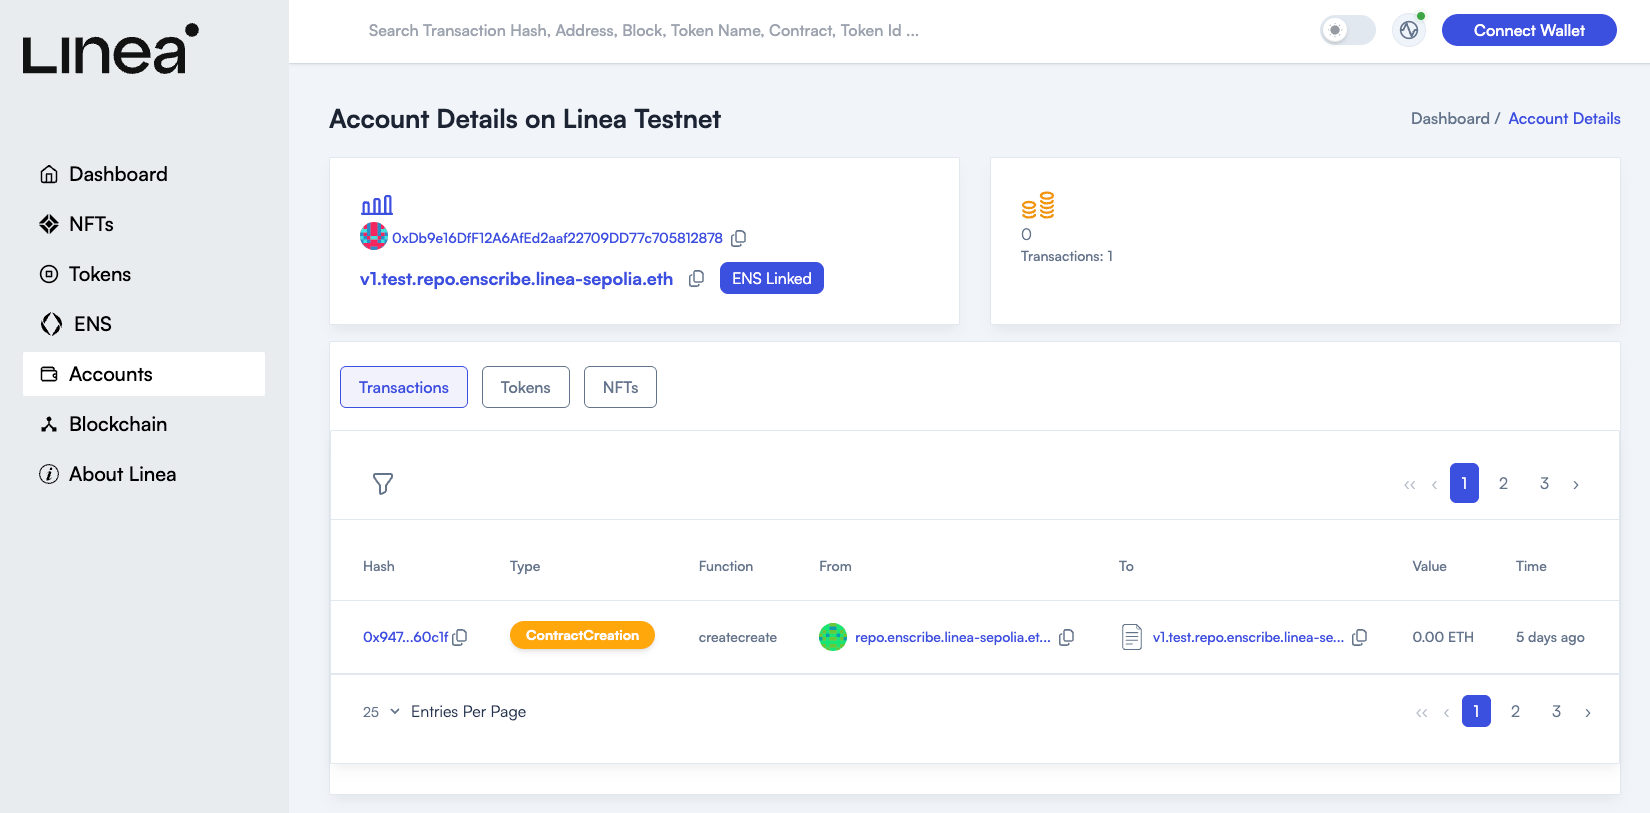 Linea
Search Transaction Hash, Address, Block, Token Name, Contract, Token Id ...
Connect Wallet
Dashboard
NFTs
Tokens
ENS
Accounts
Blockchain
About Linea
Account Details on Linea Testnet
Dashboard / Account Details
0xDb9e16DfF12A6AfEd2aaf22709DD77c705812878
v1.test.repo.enscribe.linea-sepolia.eth ENS Linked
0
Transactions: 1
Transactions Tokens NFTs
‹‹ ‹ 1 2 3 ›
Hash Type Function From To Value Time
0x947...60c1f ContractCreation createcreate repo.enscribe.linea-sepolia.et... v1.test.repo.enscribe.linea-se... 0.00 ETH 5 days ago
25 Entries Per Page ‹‹ ‹ 1 2 3 ›